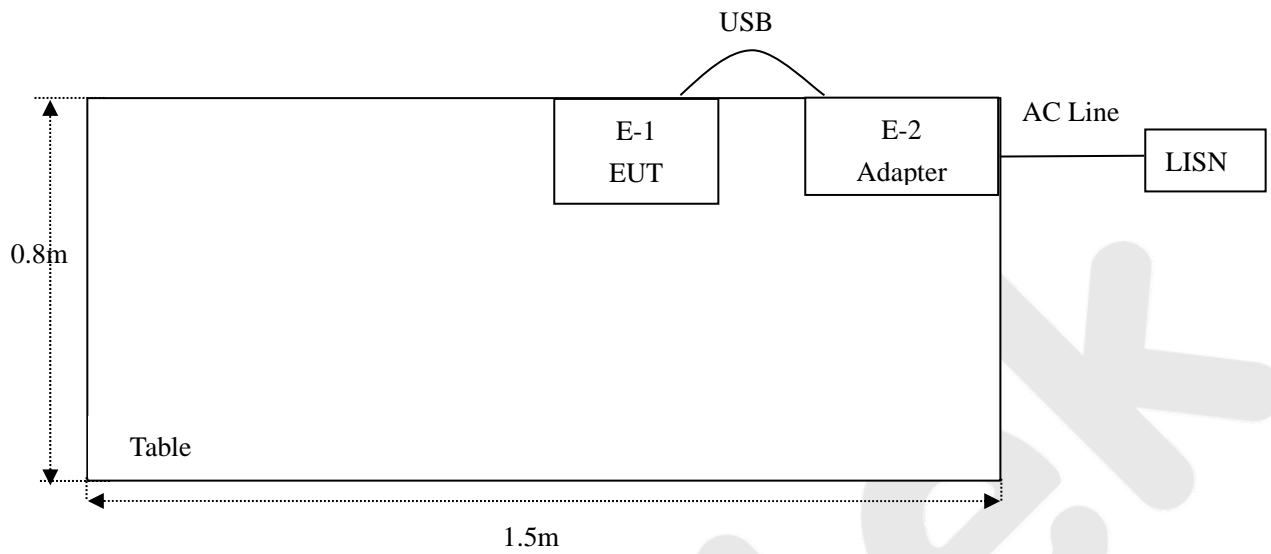 USB
E-1
EUT
E-2
Adapter
AC Line
LISN
0.8m
Table
1.5m